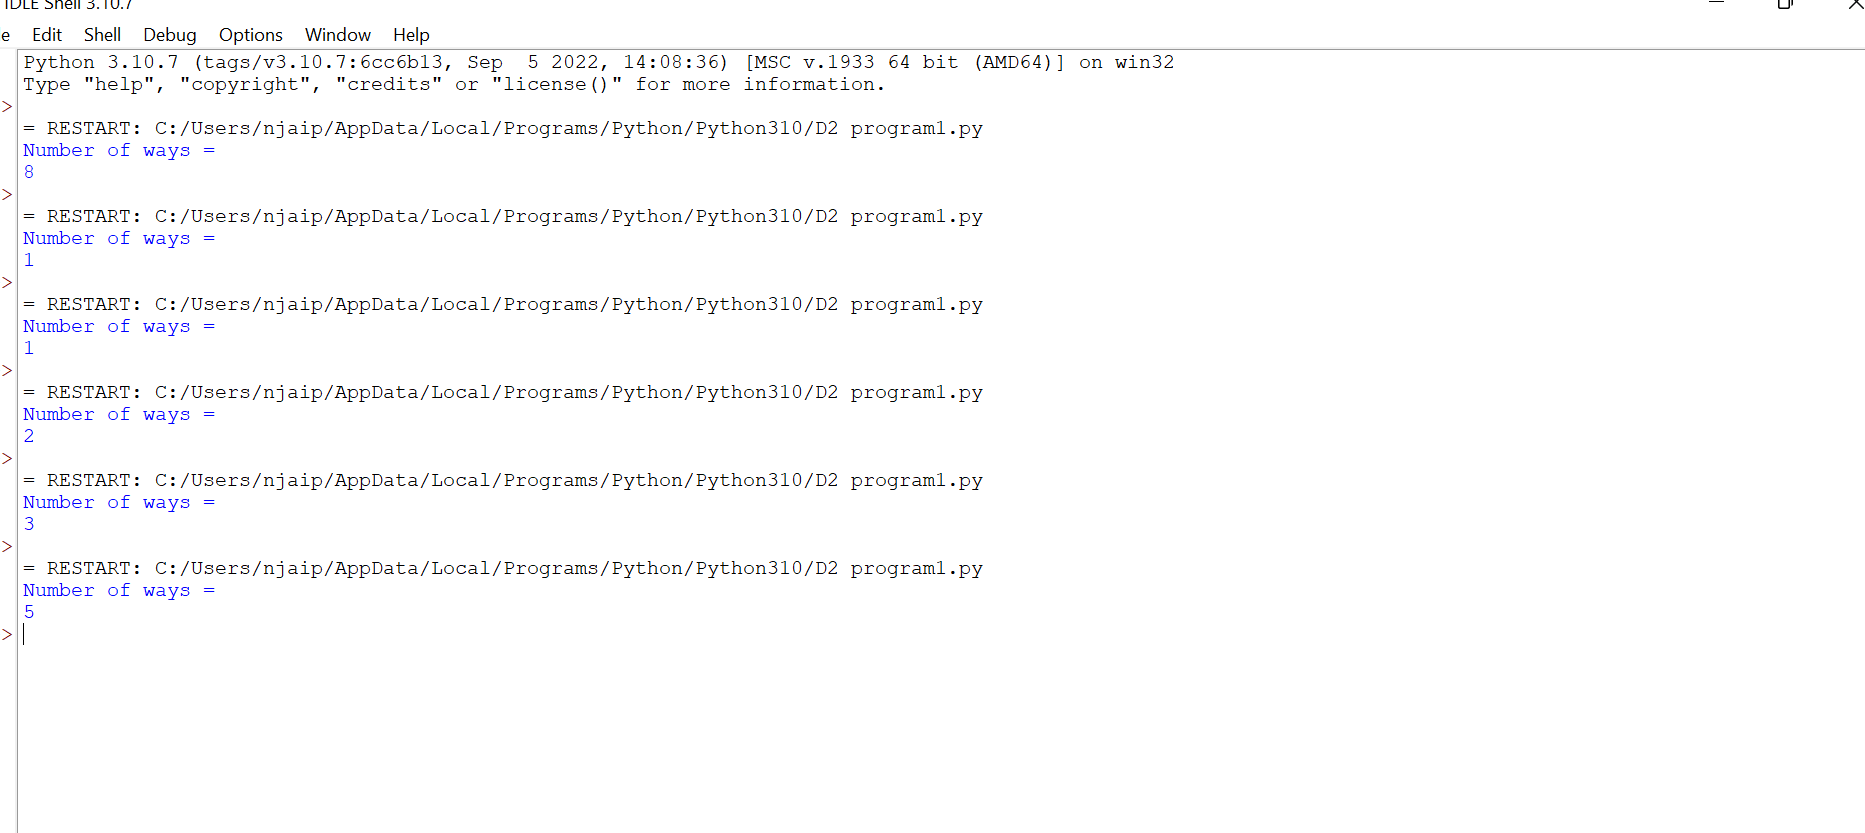 IDLE Shell 3.10.7
e Edit Shell Debug Options Window Help
Python 3.10.7 (tags/v3.10.7:6cc6b13, Sep  5 2022, 14:08:36) [MSC v.1933 64 bit (AMD64)] on win32
Type "help", "copyright", "credits" or "license()" for more information.
>
= RESTART: C:/Users/njaip/AppData/Local/Programs/Python/Python310/D2 program1.py
Number of ways =
8
>
= RESTART: C:/Users/njaip/AppData/Local/Programs/Python/Python310/D2 program1.py
Number of ways =
1
>
= RESTART: C:/Users/njaip/AppData/Local/Programs/Python/Python310/D2 program1.py
Number of ways =
1
>
= RESTART: C:/Users/njaip/AppData/Local/Programs/Python/Python310/D2 program1.py
Number of ways =
2
>
= RESTART: C:/Users/njaip/AppData/Local/Programs/Python/Python310/D2 program1.py
Number of ways =
3
>
= RESTART: C:/Users/njaip/AppData/Local/Programs/Python/Python310/D2 program1.py
Number of ways =
5
>